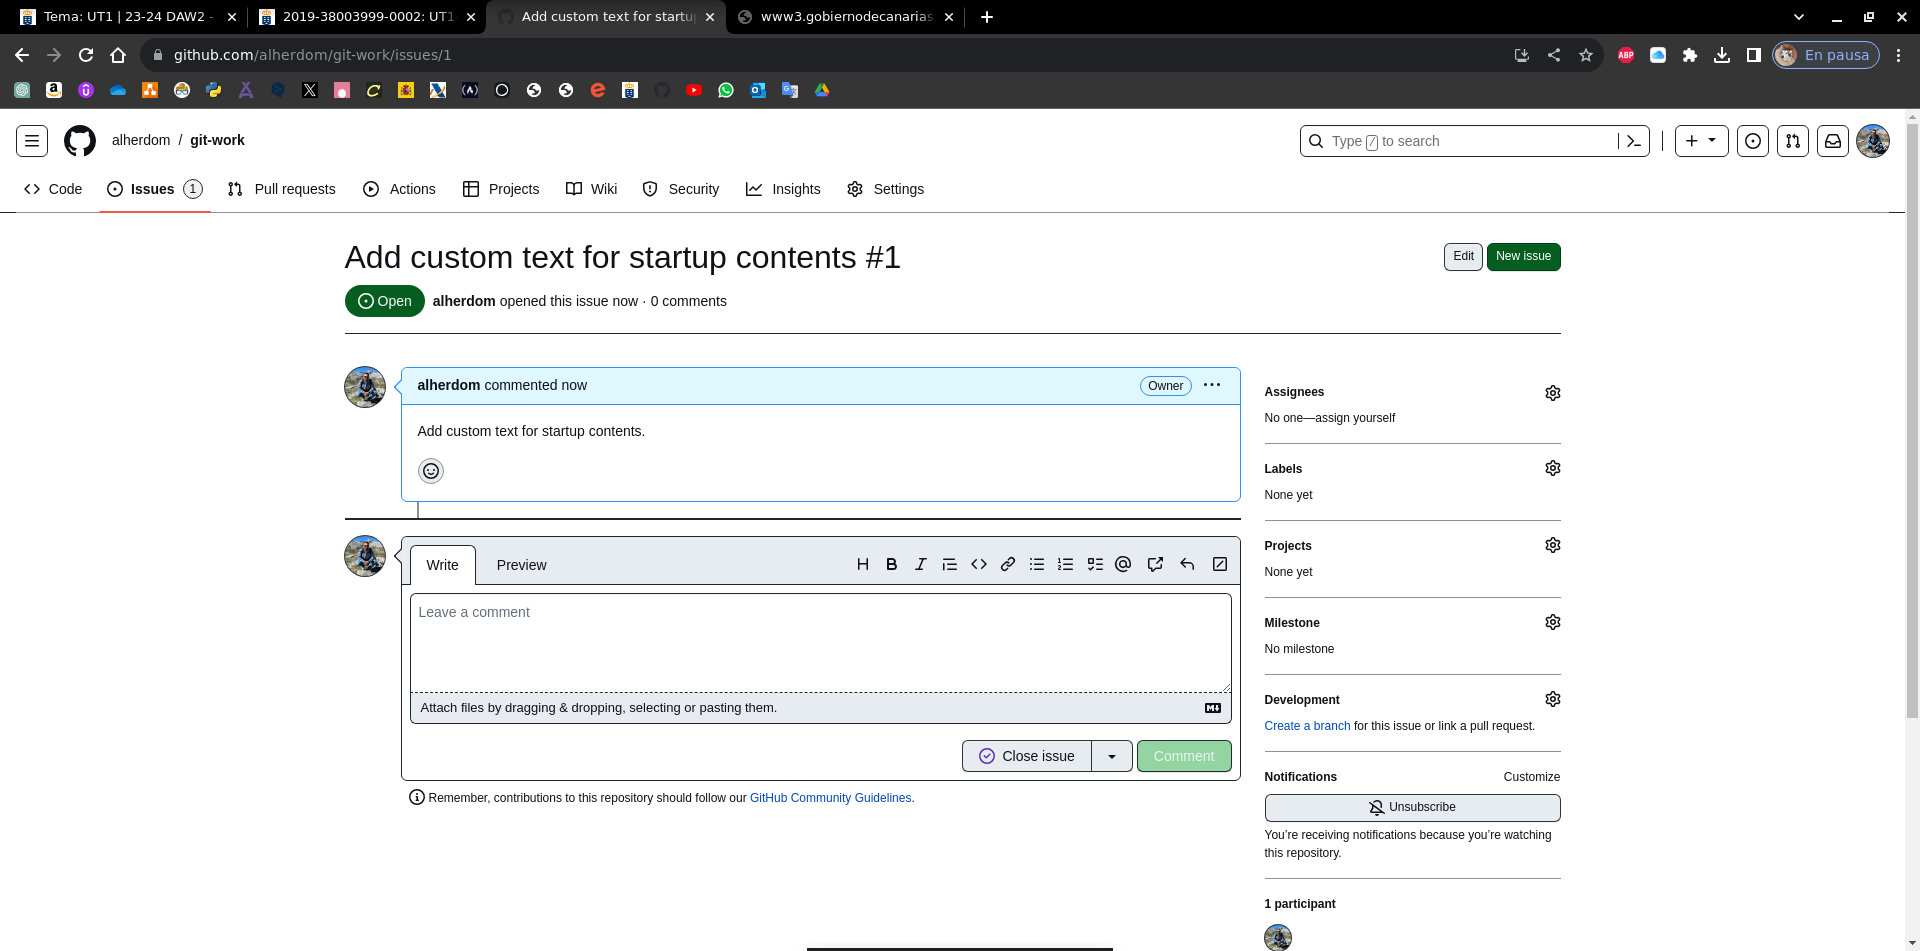 Tema: UT1 | 23-24 DAW2 -
2019-38003999-0002: UT1-
Add custom text for startu
www3.gobiernodecanarias
github.com/alherdom/git-work/issues/1
ABP
En pausa
alherdom / git-work
Type / to search
Code
Issues 1
Pull requests
Actions
Projects
Wiki
Security
Insights
Settings
Add custom text for startup contents #1
Edit
New issue
Open
alherdom opened this issue now · 0 comments
alherdom commented now
Owner
Add custom text for startup contents.
Write
Preview
Leave a comment
Attach files by dragging & dropping, selecting or pasting them.
Close issue
Comment
Remember, contributions to this repository should follow our GitHub Community Guidelines.
Assignees
No one—assign yourself
Labels
None yet
Projects
None yet
Milestone
No milestone
Development
Create a branch for this issue or link a pull request.
Notifications
Customize
Unsubscribe
You’re receiving notifications because you’re watching
this repository.
1 participant